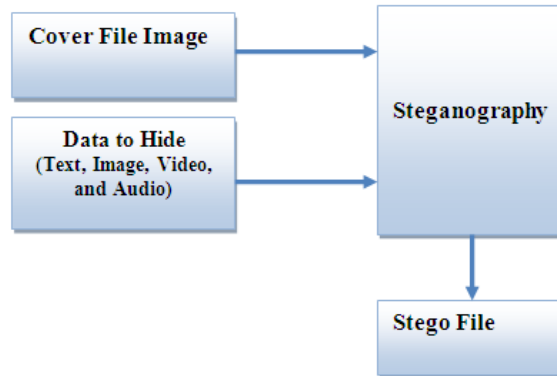 Cover File Image
Data to Hide
(Text, Image, Video,
and Audio)
Steganography
Stego File